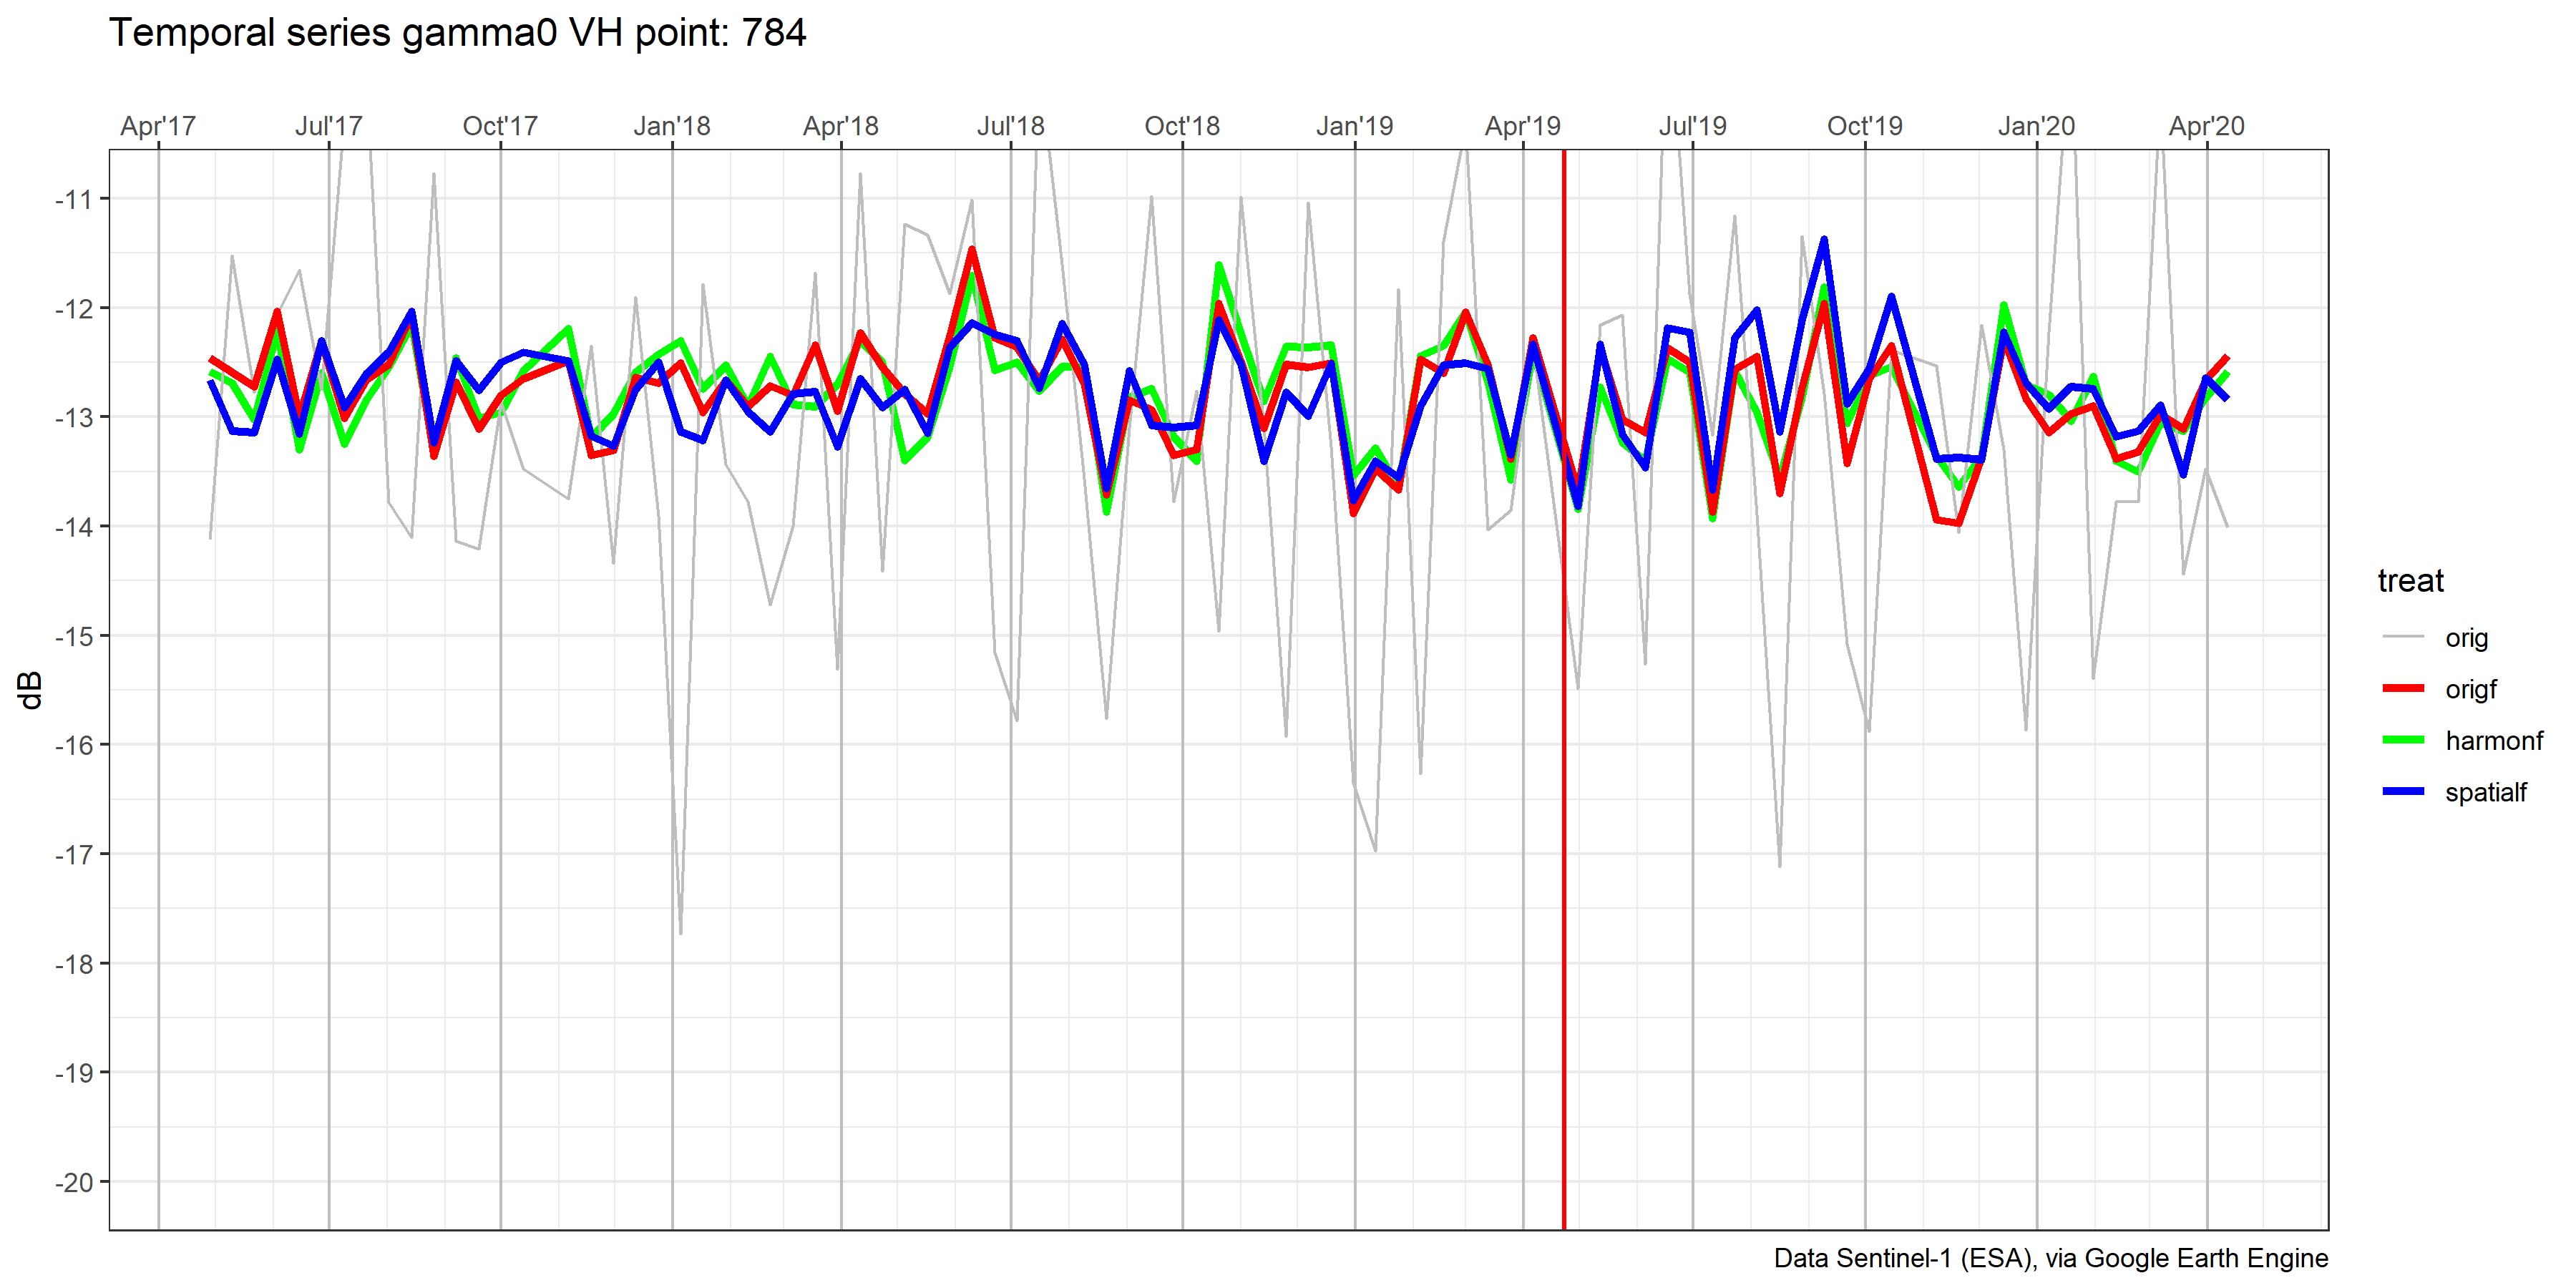 Temporal series gamma0 VH point: 784
Apr'17 Jul'17 Oct'17 Jan'18 Apr'18 Jul'18 Oct'18 Jan'19 Apr'19 Jul'19 Oct'19 Jan'20 Apr'20
-11
-12
-13
-14
-15
-16
-17
-18
-19
-20
dB
treat
orig
origf
harmonf
spatialf
Data Sentinel-1 (ESA), via Google Earth Engine